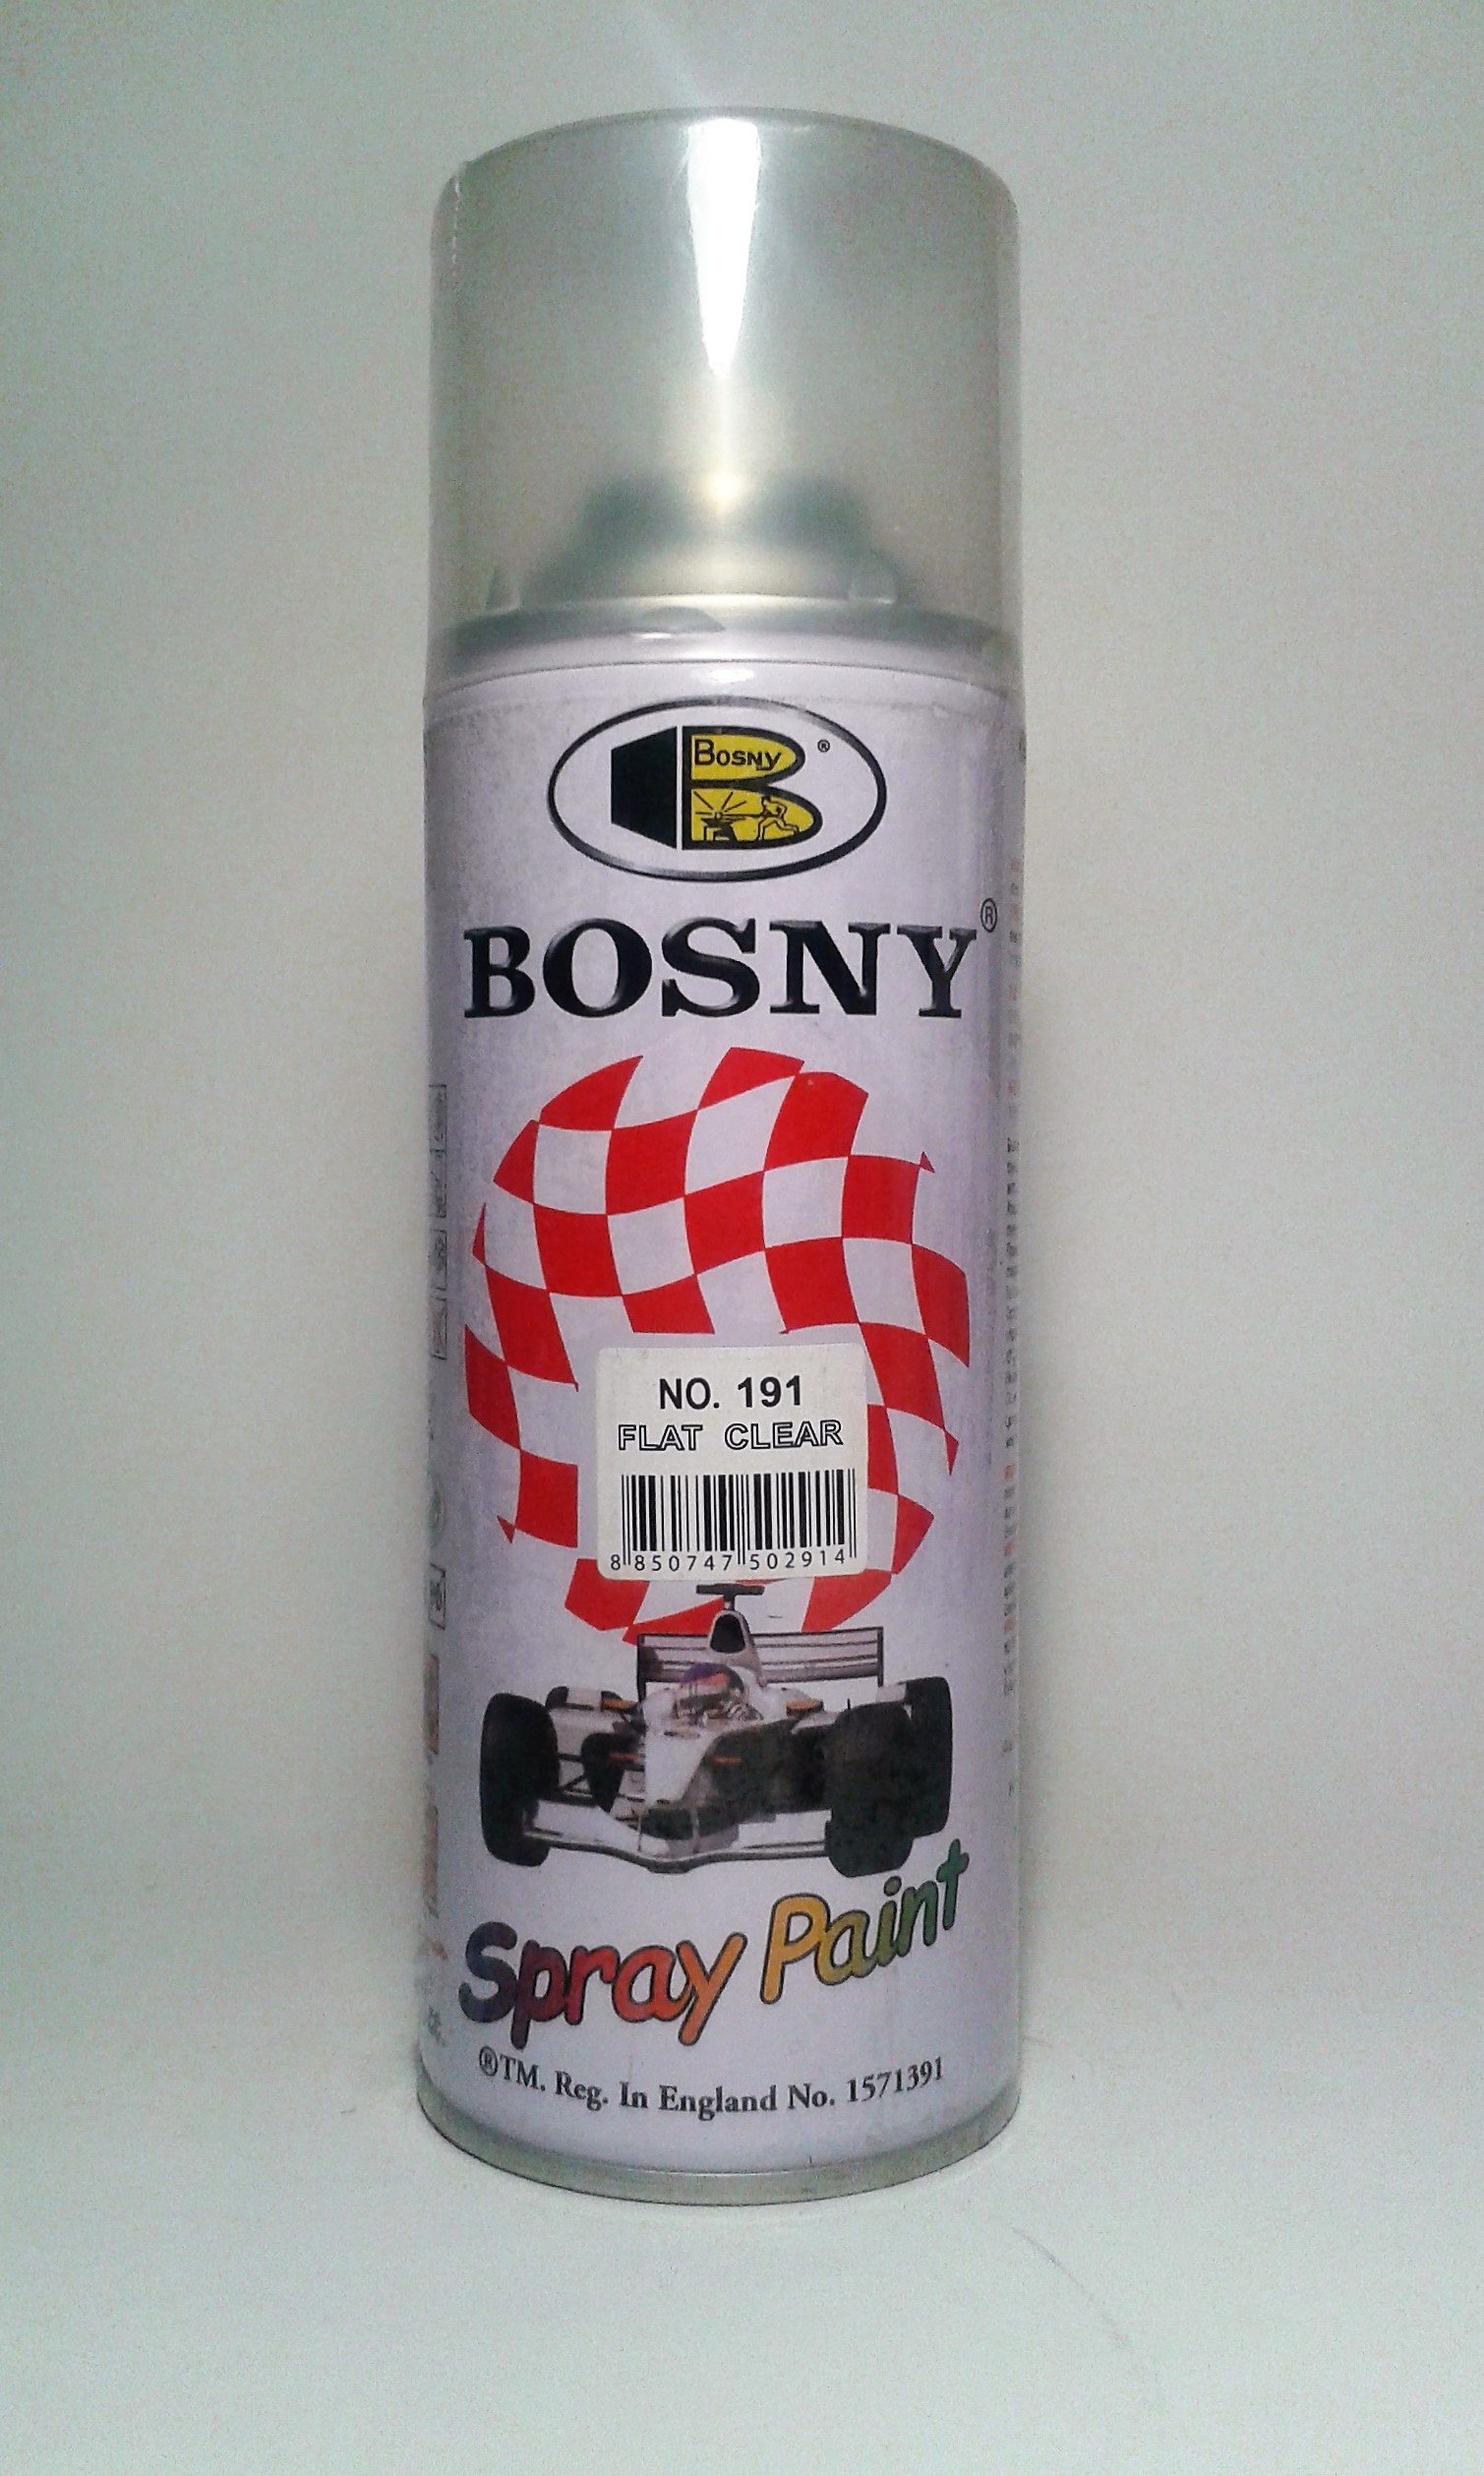 BOSNY ®
BOSNY®
NO. 191
FLAT CLEAR
8 850747 502914
Spray Paint
®TM. Reg. In England No. 1571391